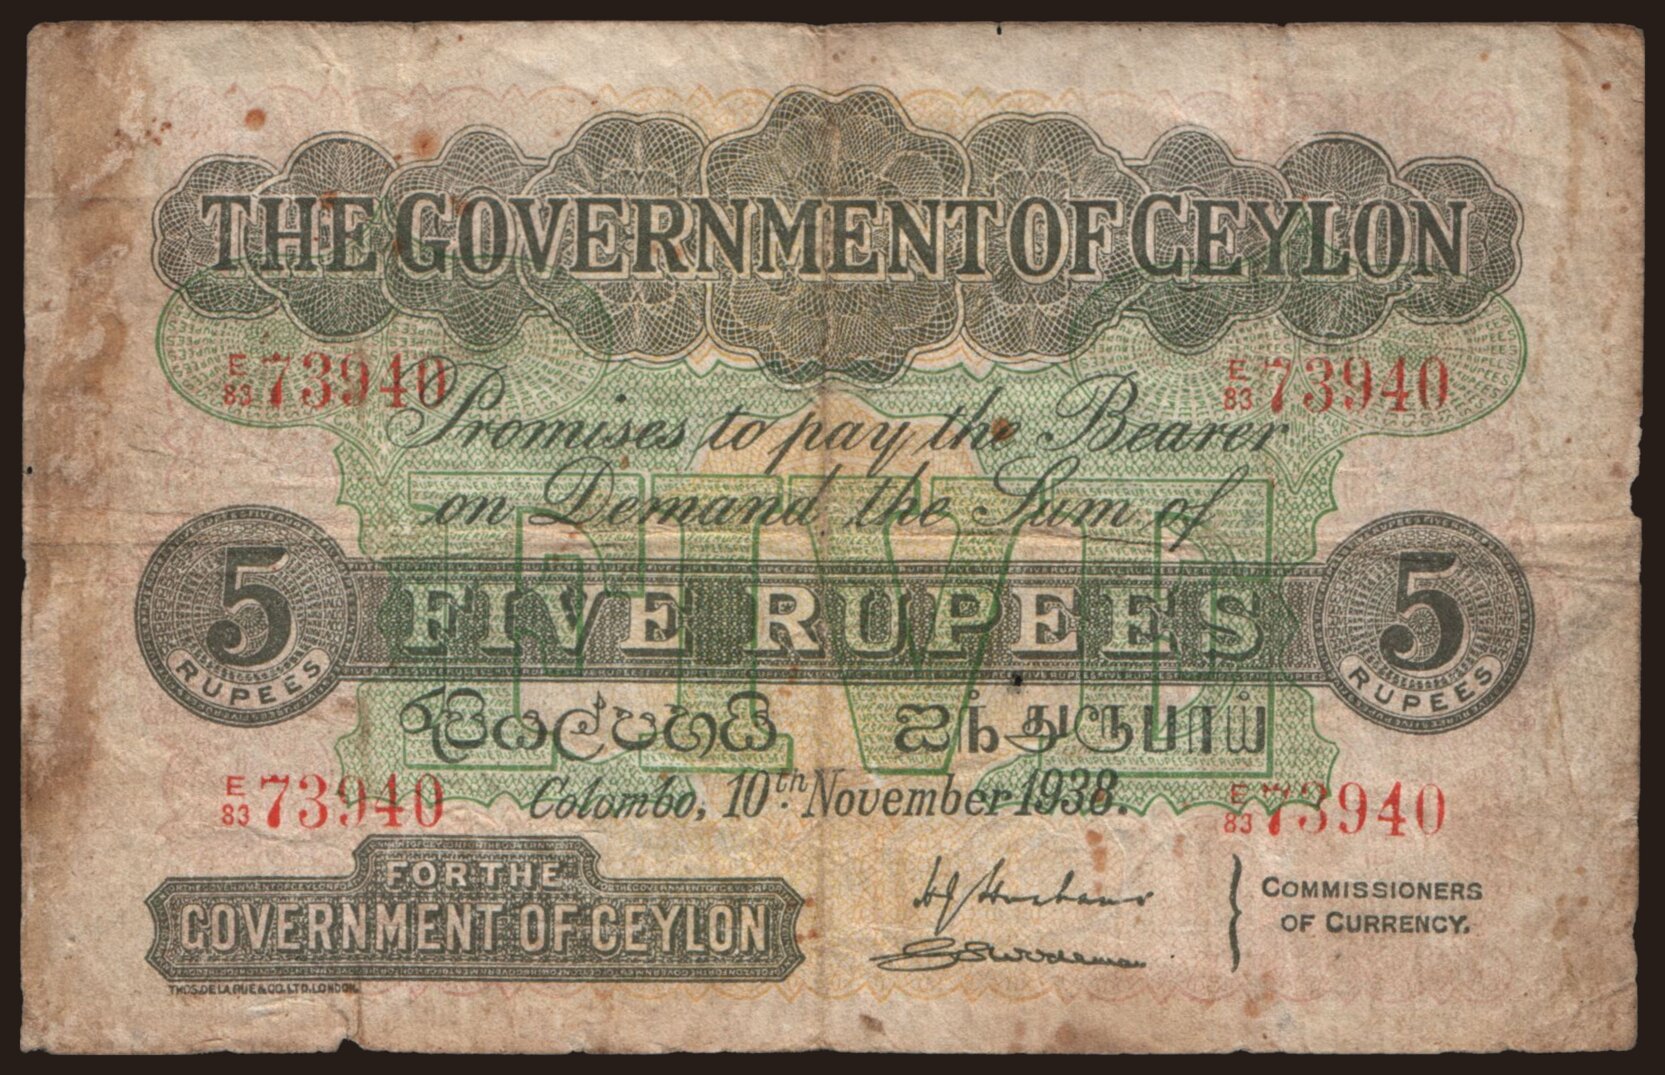 THE GOVERNMENT OF CEYLON
E/83 73940 E/83 73940
Promises to pay the Bearer
on Demand the Sum of
5 RUPEES FIVE RUPEES 5 RUPEES
FIVE
රුපියල් පහයි ஐந்து ரூபாய்
E/83 73940 Colombo, 10th November 1938. E/83 73940
FOR THE
GOVERNMENT OF CEYLON
COMMISSIONERS
OF CURRENCY.
THOS. DE LA RUE & CO. LTD. LONDON.